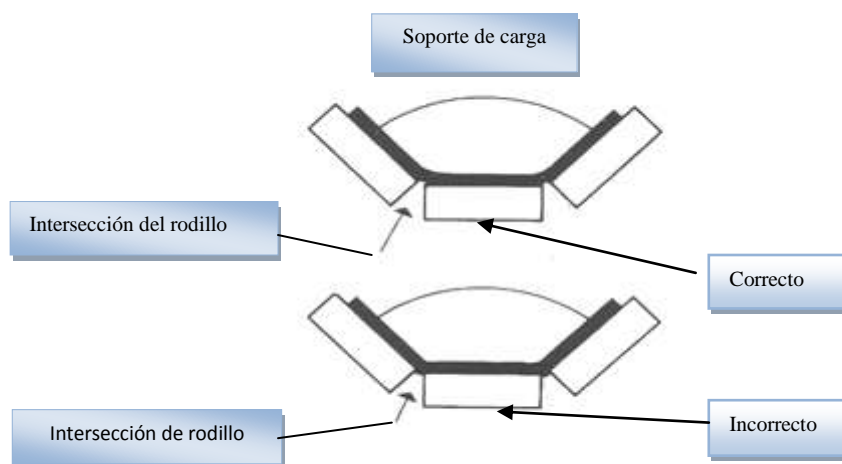 Soporte de carga
Intersección del rodillo
Correcto
Intersección de rodillo
Incorrecto